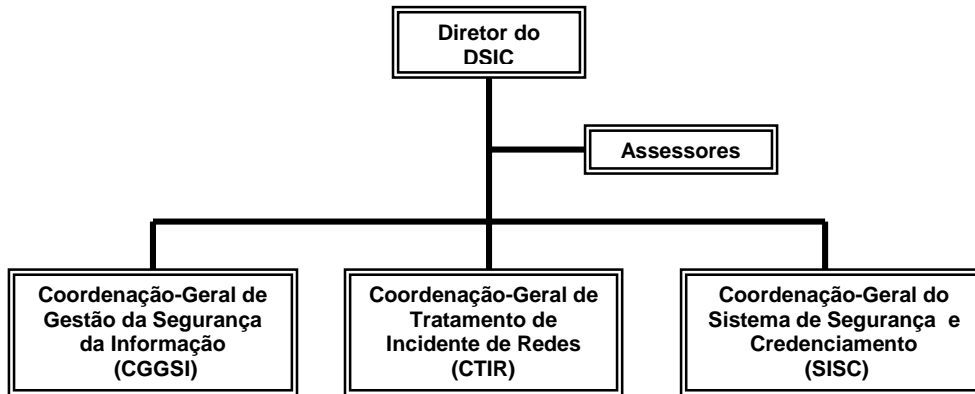 Diretor do
DSIC
Assessores
Coordenação-Geral de
Gestão da Segurança
da Informação
(CGGSI)
Coordenação-Geral de
Tratamento de
Incidente de Redes
(CTIR)
Coordenação-Geral do
Sistema de Segurança e
Credenciamento
(SISC)